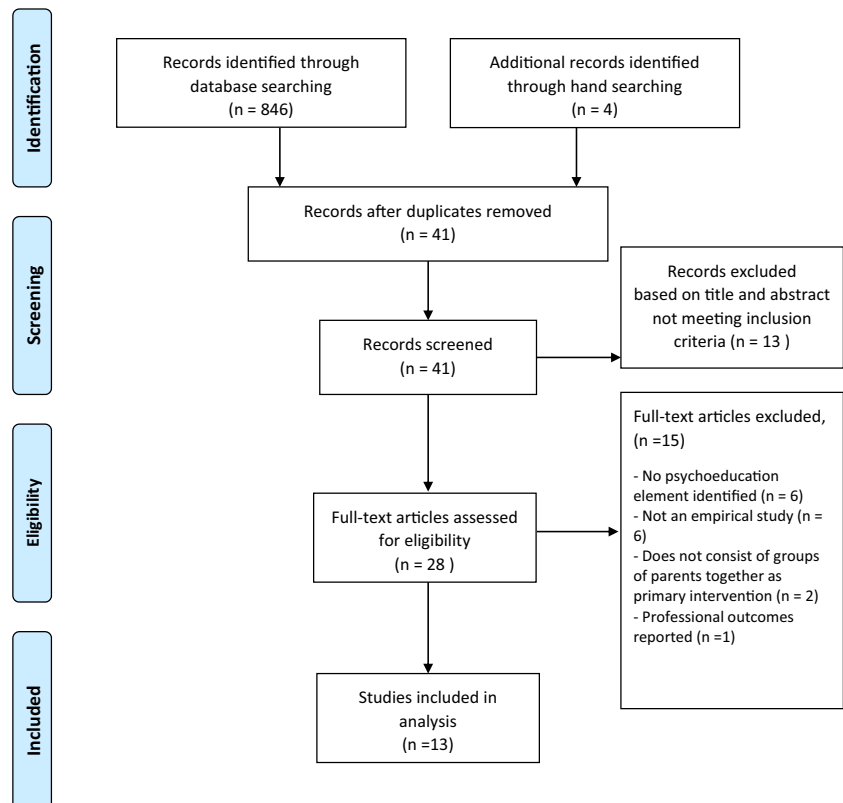 Identification
Records identified through
database searching
(n = 846)
Additional records identified
through hand searching
(n = 4)
Records after duplicates removed
(n = 41)
Screening
Records screened
(n = 41)
Records excluded
based on title and abstract
not meeting inclusion
criteria (n = 13 )
Eligibility
Full-text articles assessed
for eligibility
(n = 28 )
Full-text articles excluded,
(n =15)
- No psychoeducation
element identified (n = 6)
- Not an empirical study (n =
6)
- Does not consist of groups
of parents together as
primary intervention (n = 2)
- Professional outcomes
reported (n =1)
Included
Studies included in
analysis
(n =13)